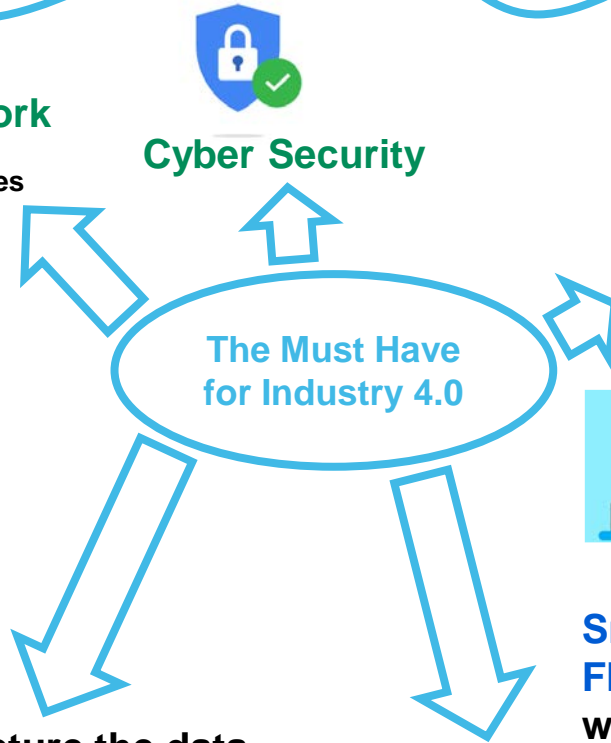 ork
Cyber Security
es
The Must Have
for Industry 4.0
w